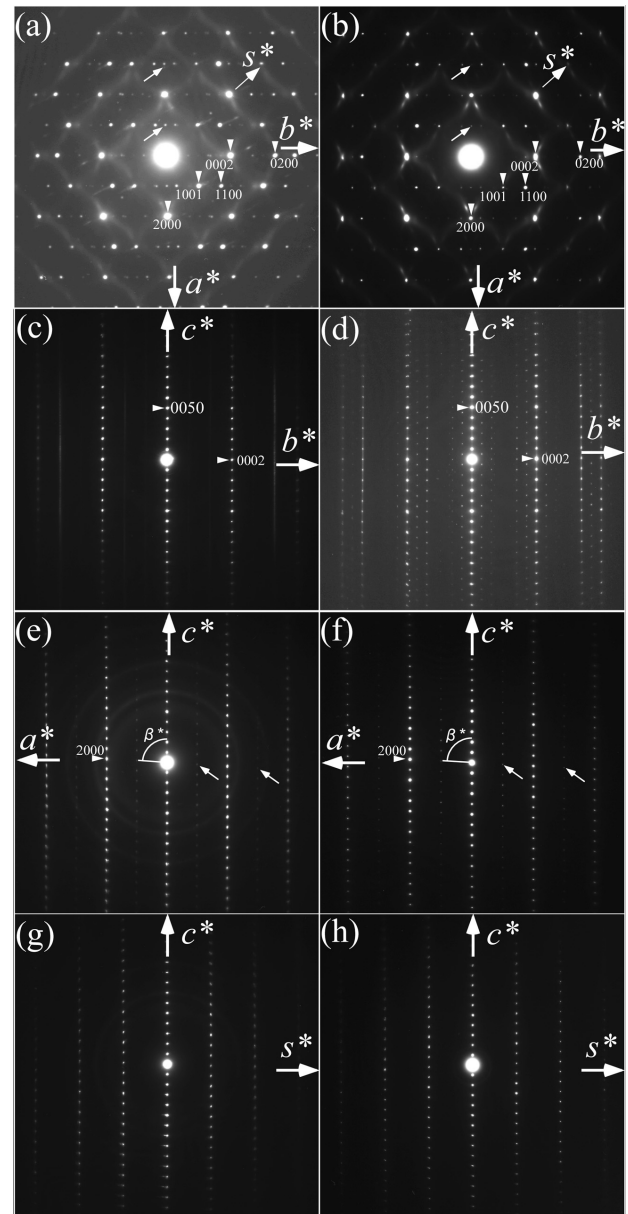 (a) s* b* 0002 0200 1001 1100 2000 a*
(b) s* b* 0002 0200 1001 1100 2000 a*
(c) c* 0050 b* 0002
(d) c* 0050 b* 0002
(e) c* β* a* 2000
(f) c* β* a* 2000
(g) c* s*
(h) c* s*